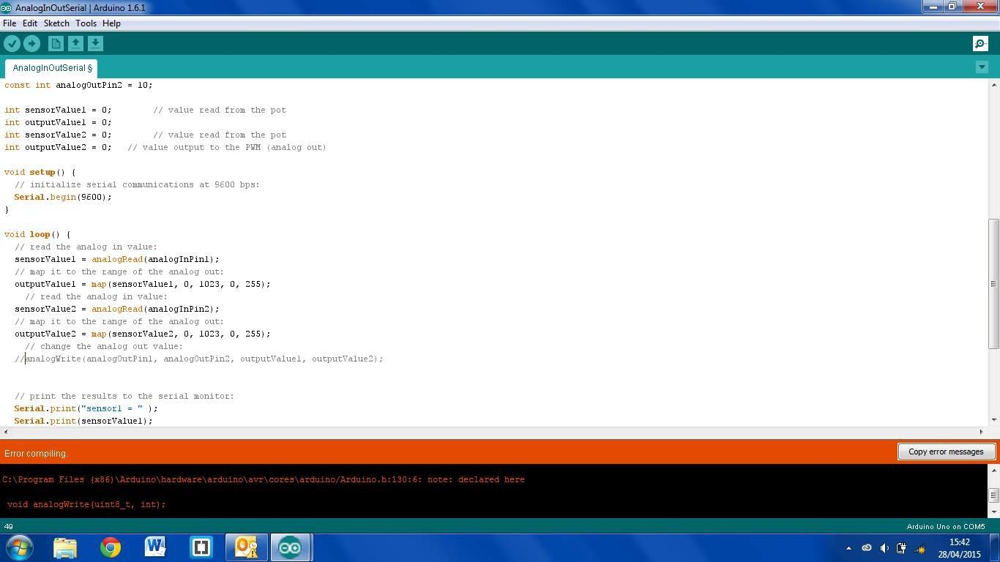 AnalogInOutSerial | Arduino 1.6.1
File Edit Sketch Tools Help
AnalogInOutSerial §
const int analogOutPin2 = 10;
int sensorValue1 = 0;        // value read from the pot
int outputValue1 = 0;
int sensorValue2 = 0;        // value read from the pot
int outputValue2 = 0;   // value output to the PWM (analog out)
void setup() {
  // initialize serial communications at 9600 bps:
  Serial.begin(9600);
}
void loop() {
  // read the analog in value:
  sensorValue1 = analogRead(analogInPin1);
  // map it to the range of the analog out:
  outputValue1 = map(sensorValue1, 0, 1023, 0, 255);
    // read the analog in value:
  sensorValue2 = analogRead(analogInPin2);
  // map it to the range of the analog out:
  outputValue2 = map(sensorValue2, 0, 1023, 0, 255);
    // change the analog out value:
  //analogWrite(analogOutPin1, analogOutPin2, outputValue1, outputValue2);
  // print the results to the serial monitor:
  Serial.print("sensor1 = " );
  Serial.print(sensorValue1);
Error compiling.
Copy error messages
C:\Program Files (x86)\Arduino\hardware\arduino\avr\cores\arduino/Arduino.h:130:6: note: declared here
void analogWrite(uint8_t, int);
49
Arduino Uno on COM5
15:42
28/04/2015